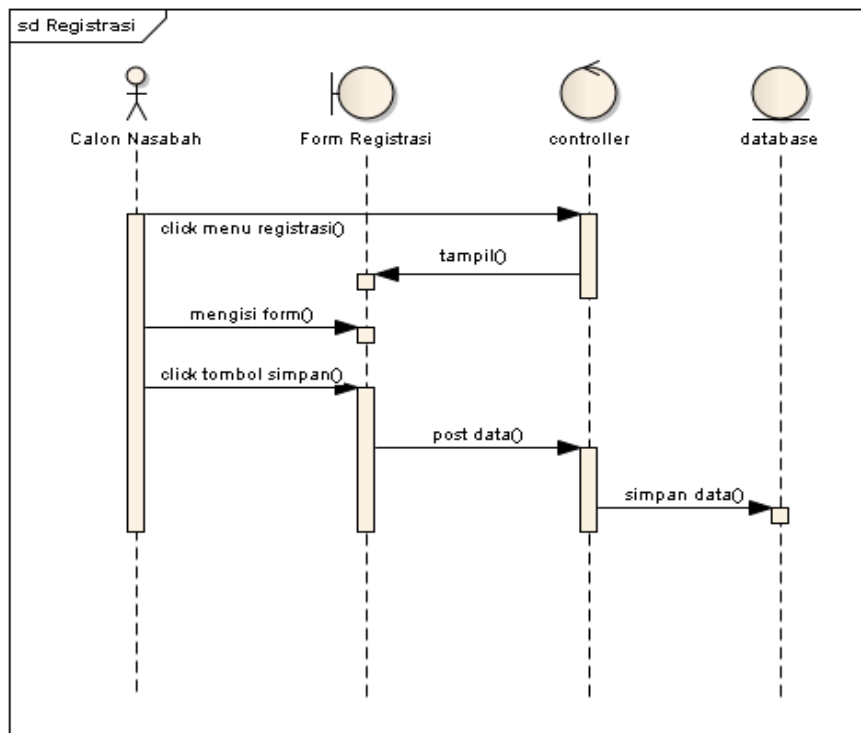 sd Registrasi
Calon Nasabah
Form Registrasi
controller
database
click menu registrasi()
tampil()
mengisi form()
click tombol simpan()
post data()
simpan data()